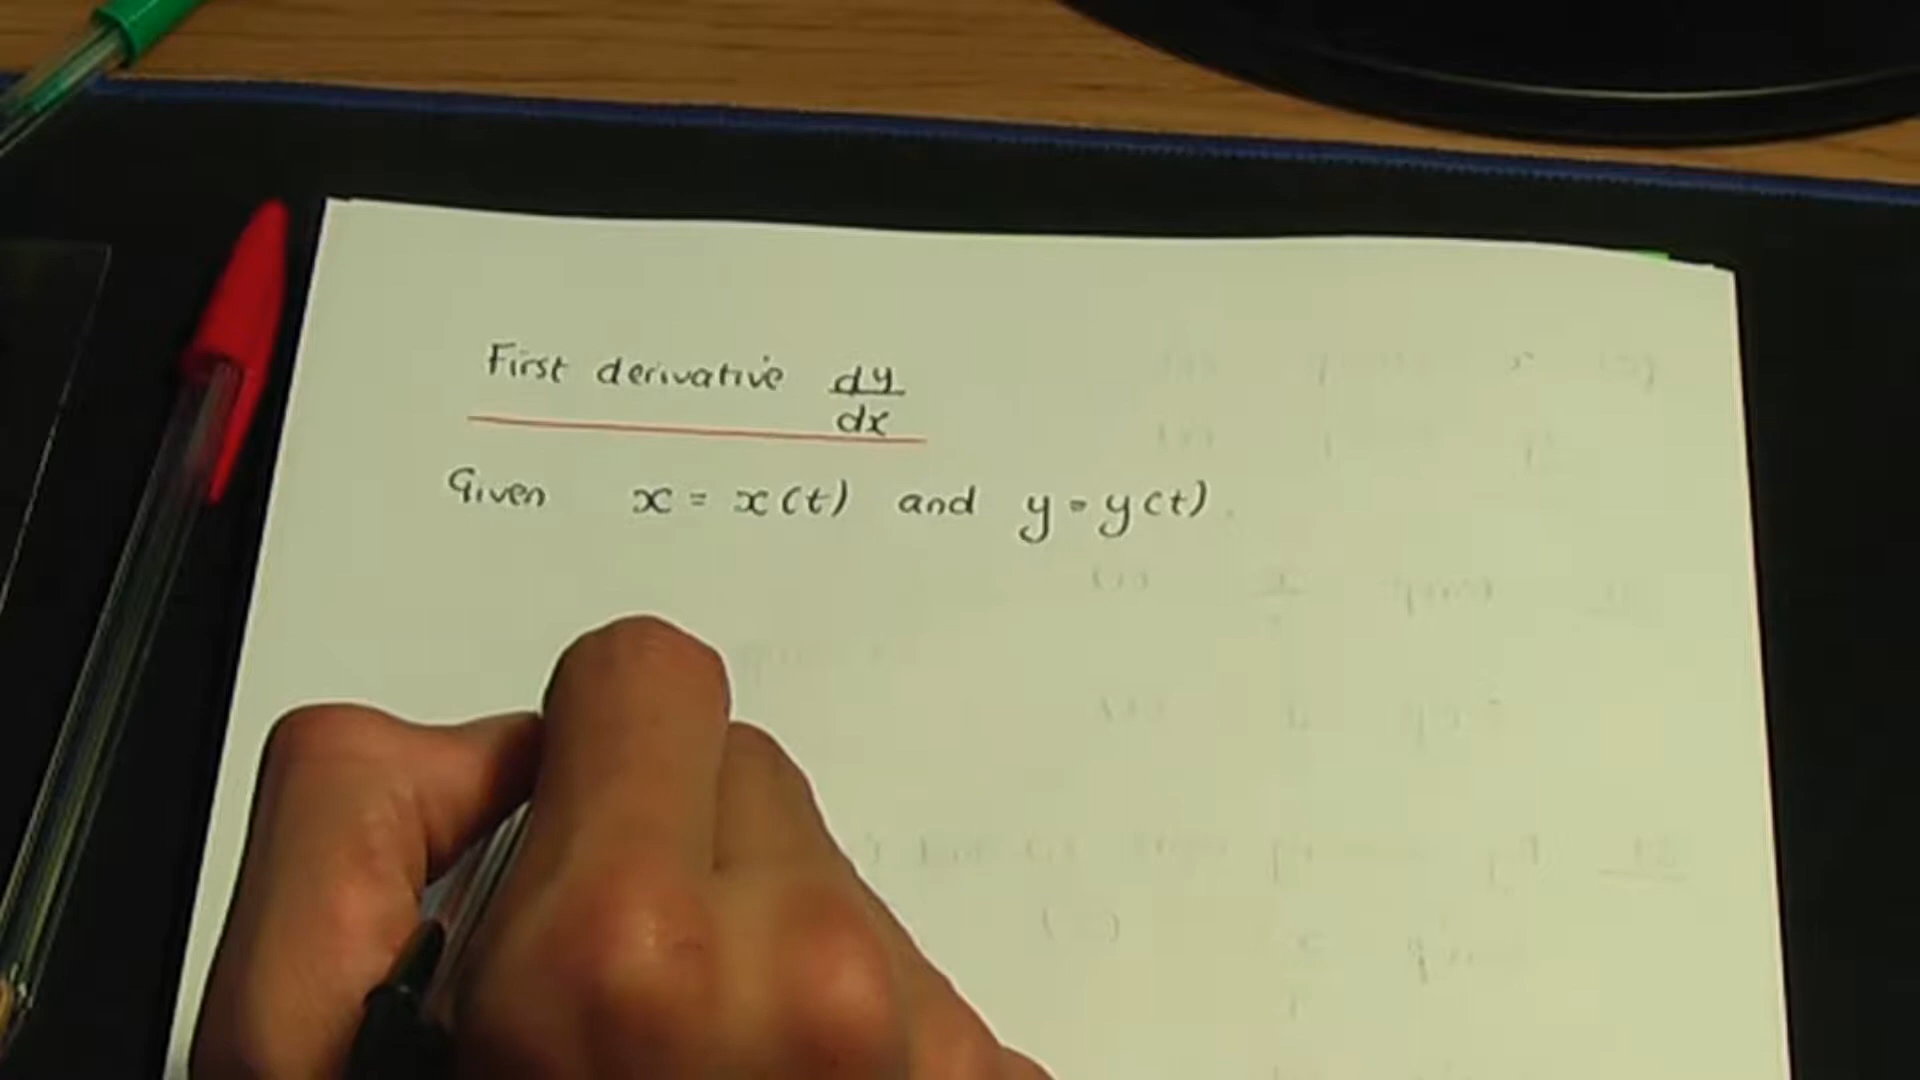 First derivative dy/dx
Given x = x(t) and y = y(t).